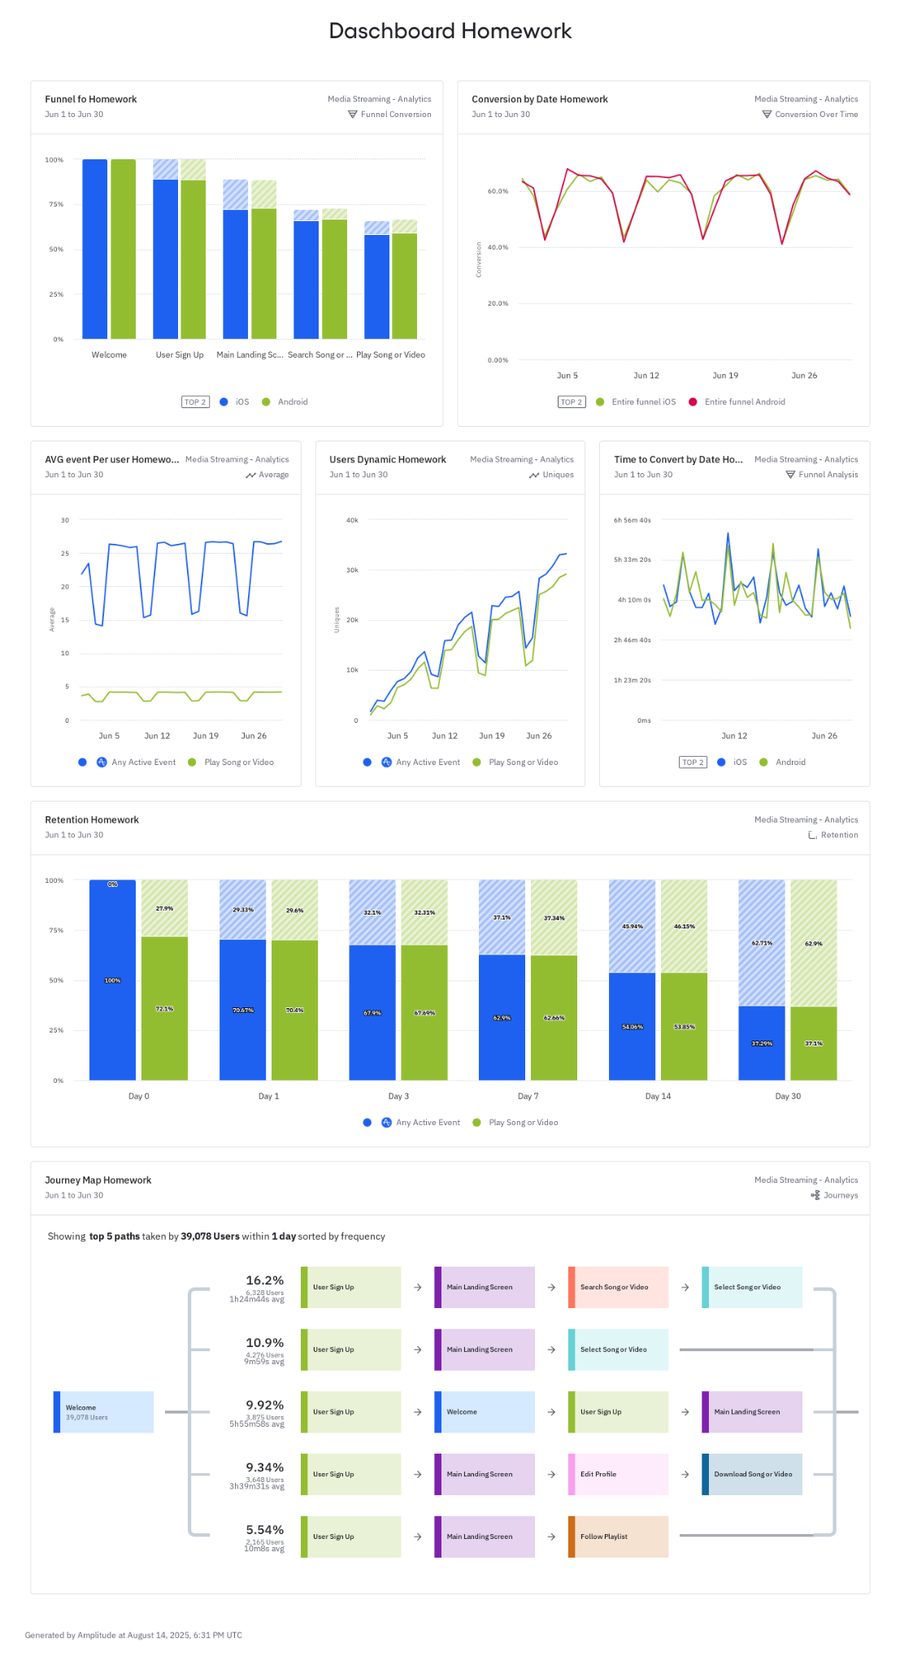 Daschboard Homework
Funnel fo Homework
Media Streaming - Analytics
Jun 1 to Jun 30
Funnel Conversion
100%
75%
50%
25%
0%
Welcome
User Sign Up
Main Landing Sc...
Search Song or ...
Play Song or Video
TOP 2
iOS
Android
Conversion by Date Homework
Media Streaming - Analytics
Jun 1 to Jun 30
Conversion Over Time
Conversion
60.0%
40.0%
20.0%
0.00%
Jun 5
Jun 12
Jun 19
Jun 26
TOP 2
Entire funnel iOS
Entire funnel Android
AVG event Per user Homewo...
Media Streaming - Analytics
Jun 1 to Jun 30
Average
Average
30
25
20
15
10
5
0
Jun 5
Jun 12
Jun 19
Jun 26
Any Active Event
Play Song or Video
Users Dynamic Homework
Media Streaming - Analytics
Jun 1 to Jun 30
Uniques
Uniques
40k
30k
20k
10k
0
Jun 5
Jun 12
Jun 19
Jun 26
Any Active Event
Play Song or Video
Time to Convert by Date Ho...
Media Streaming - Analytics
Jun 1 to Jun 30
Funnel Analysis
6h 56m 40s
5h 33m 20s
4h 10m 0s
2h 46m 40s
1h 23m 20s
0ms
Jun 12
Jun 26
TOP 2
iOS
Android
Retention Homework
Media Streaming - Analytics
Jun 1 to Jun 30
Retention
100%
75%
50%
25%
0%
0%
27.9%
29.33%
29.6%
32.1%
32.31%
37.1%
37.34%
45.94%
46.15%
62.71%
62.9%
100%
72.1%
70.67%
70.4%
67.9%
67.69%
62.9%
62.66%
54.06%
53.85%
37.29%
37.1%
Day 0
Day 1
Day 3
Day 7
Day 14
Day 30
Any Active Event
Play Song or Video
Journey Map Homework
Media Streaming - Analytics
Jun 1 to Jun 30
Journeys
Showing top 5 paths taken by 39,078 Users within 1 day sorted by frequency
Welcome
39,078 Users
16.2%
6,328 Users
1h24m44s avg
User Sign Up
Main Landing Screen
Search Song or Video
Select Song or Video
10.9%
4,276 Users
9m59s avg
User Sign Up
Main Landing Screen
Select Song or Video
9.92%
3,875 Users
5h55m58s avg
User Sign Up
Welcome
User Sign Up
Main Landing Screen
9.34%
3,648 Users
3h39m31s avg
User Sign Up
Main Landing Screen
Edit Profile
Download Song or Video
5.54%
2,165 Users
10m8s avg
User Sign Up
Main Landing Screen
Follow Playlist
Generated by Amplitude at August 14, 2025, 6:31 PM UTC